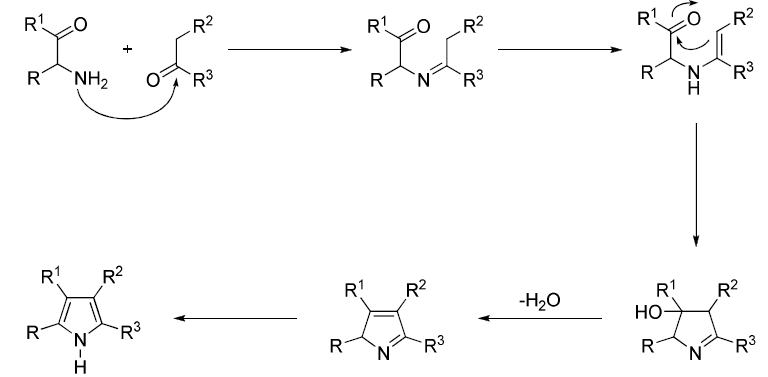 R¹ O R² + R NH₂ O R³
R¹ O R² R N R³
R¹ O R² R N H R³
R¹ R² R N H R³
R¹ R² R N R³
-H₂O
R¹ R² HO R N R³